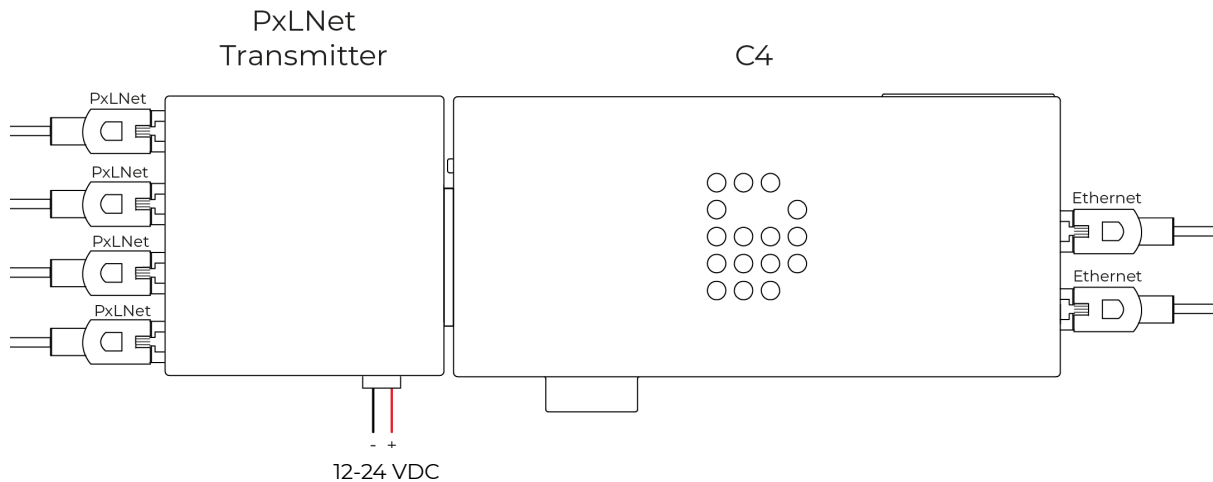 PxLNet
Transmitter
C4
PxLNet
PxLNet
PxLNet
PxLNet
Ethernet
Ethernet
- +
12-24 VDC